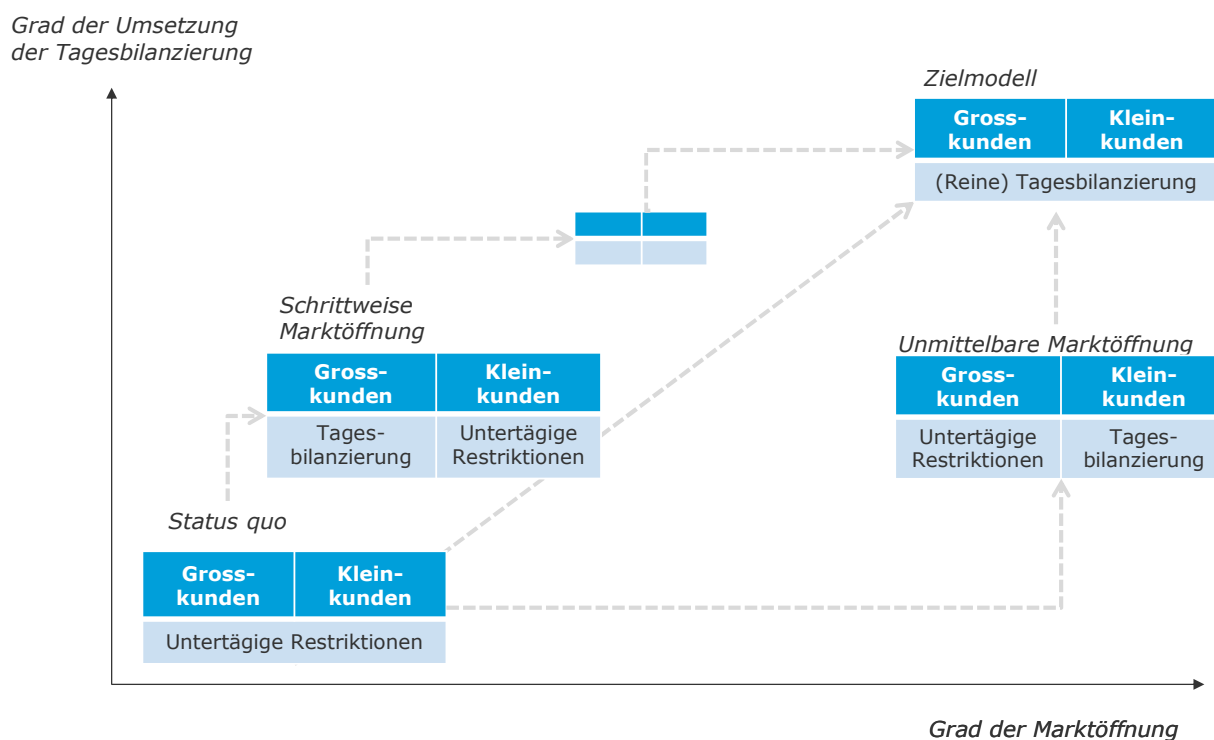 Grad der Umsetzung
der Tagesbilanzierung
Zielmodell
Gross-
kunden
Klein-
kunden
(Reine) Tagesbilanzierung
Schrittweise
Marktöffnung
Gross-
kunden
Klein-
kunden
Tages-
bilanzierung
Untertägige
Restriktionen
Unmittelbare Marktöffnung
Gross-
kunden
Klein-
kunden
Untertägige
Restriktionen
Tages-
bilanzierung
Status quo
Gross-
kunden
Klein-
kunden
Untertägige Restriktionen
Grad der Marktöffnung